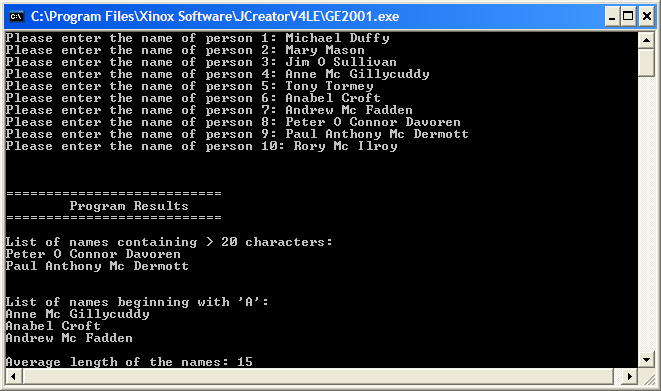 C:\Program Files\Xinox Software\JCreatorV4LE\GE2001.exe
Please enter the name of person 1: Michael Duffy
Please enter the name of person 2: Mary Mason
Please enter the name of person 3: Jim O Sullivan
Please enter the name of person 4: Anne Mc Gillycuddy
Please enter the name of person 5: Tony Tormey
Please enter the name of person 6: Anabel Croft
Please enter the name of person 7: Andrew Mc Fadden
Please enter the name of person 8: Peter O Connor Davoren
Please enter the name of person 9: Paul Anthony Mc Dermott
Please enter the name of person 10: Rory Mc Ilroy
===========================
Program Results
===========================
List of names containing > 20 characters:
Peter O Connor Davoren
Paul Anthony Mc Dermott
List of names beginning with 'A':
Anne Mc Gillycuddy
Anabel Croft
Andrew Mc Fadden
Average length of the names: 15